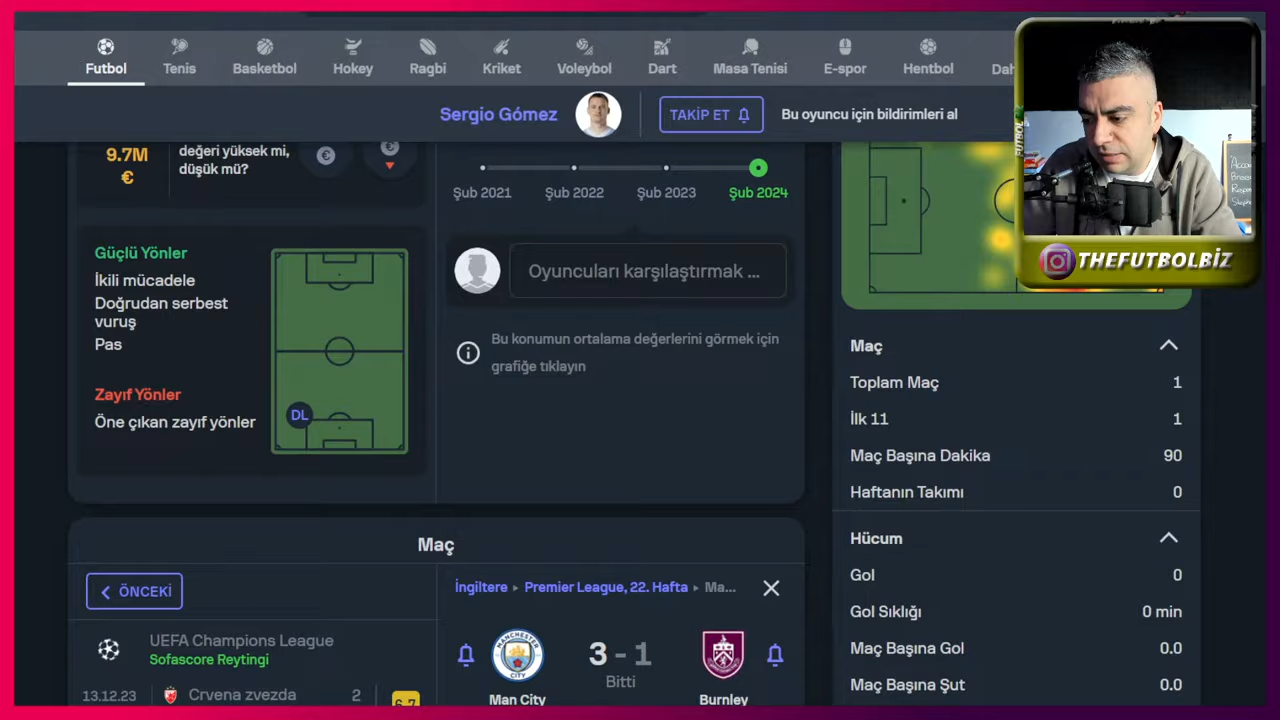 Futbol
Tenis
Basketbol
Hokey
Ragbi
Kriket
Voleybol
Dart
Masa Tenisi
E-spor
Hentbol
Sergio Gómez
TAKİP ET
Bu oyuncu için bildirimleri al
9.7M
€
değeri yüksek mi,
düşük mü?
Güçlü Yönler
İkili mücadele
Doğrudan serbest
vuruş
Pas
Zayıf Yönler
Öne çıkan zayıf yönler
DL
Şub 2021
Şub 2022
Şub 2023
Şub 2024
Oyuncuları karşılaştırmak ...
Bu konumun ortalama değerlerini görmek için
grafiğe tıklayın
THEFUTBOLBIZ
Maç
Toplam Maç 1
İlk 11 1
Maç Başına Dakika 90
Haftanın Takımı 0
Hücum
Gol 0
Gol Sıklığı 0 min
Maç Başına Gol 0.0
Maç Başına Şut 0.0
Maç
ÖNCEKİ
UEFA Champions League
Sofascore Reytingi
13.12.23
Crvena zvezda 2
6.7
İngiltere ▸ Premier League, 22. Hafta ▸ Ma...
3 - 1
Bitti
Man City
Burnley